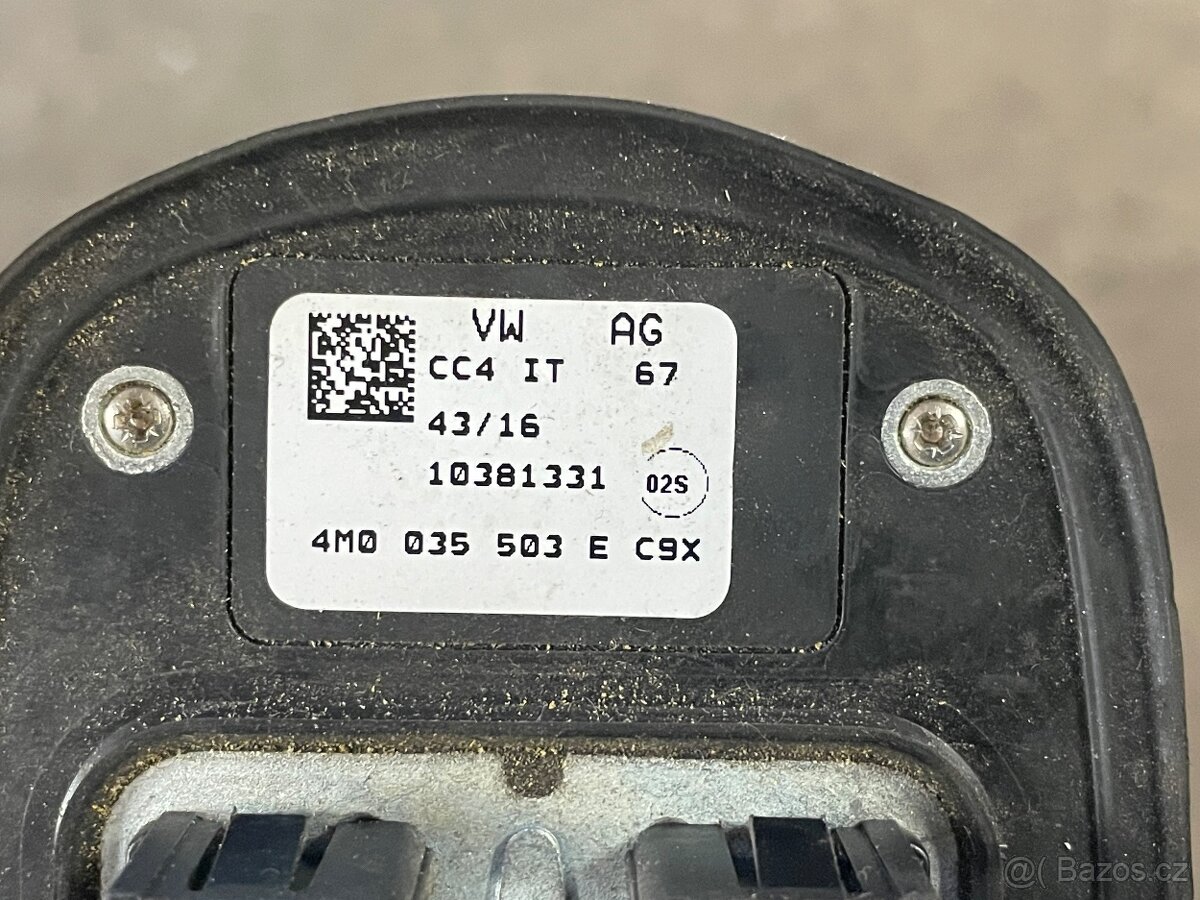 VW AG
CC4 IT 67
43/16
10381331
02S
4M0 035 503 E C9X
@( Bazos.cz